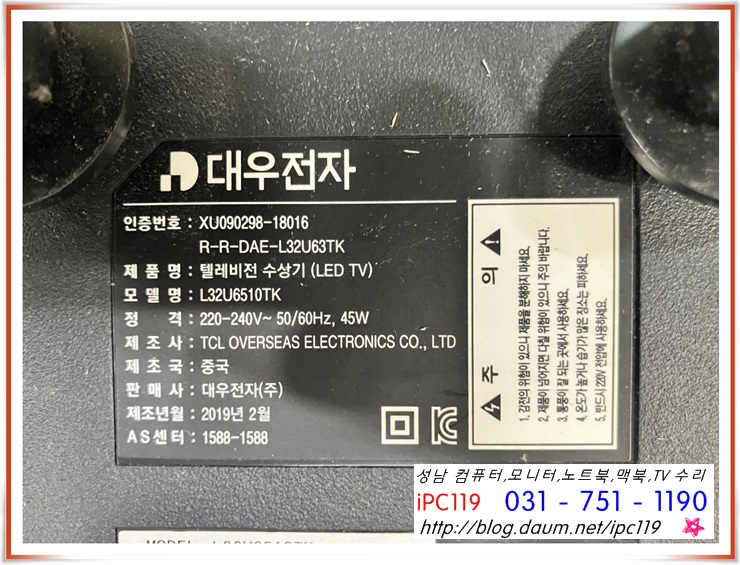 대우전자
인증번호 : XU090298-18016
R-R-DAE-L32U63TK
제 품 명 : 텔레비전 수상기 (LED TV)
모 델 명 : L32U6510TK
정 격 : 220-240V~ 50/60Hz, 45W
제 조 사 : TCL OVERSEAS ELECTRONICS CO., LTD
제 조 국 : 중국
판 매 사 : 대우전자(주)
제조년월 : 2019년 2월
AS센터 : 1588-1588
주 의
1. 감전의 위험이 있으니 제품을 분해하지 마세요.
2. 제품이 넘어지면 다칠 위험이 있으니 주의 바랍니다.
3. 통풍이 잘 되는 곳에서 사용하세요.
4. 온도가 높거나 습기가 많은 장소는 피하세요.
5. 반드시 220V 전압에 사용하세요.
성남 컴퓨터,모니터,노트북,맥북,TV 수리
iPC119 031 - 751 - 1190
http://blog.daum.net/ipc119